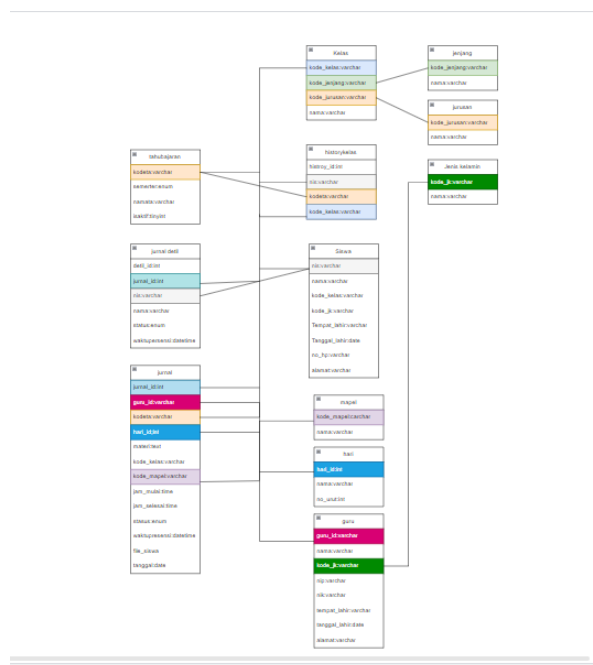 Kelas
kode_kelas:varchar
kode_jenjang:varchar
kode_jurusan:varchar
nama:varchar
jenjang
kode_jenjang:varchar
nama:varchar
jurusan
kode_jurusan:varchar
nama:varchar
tahunajaran
kodeta:varchar
semester:enum
namata:varchar
isaktif:tinyint
historykelas
history_id:int
nis:varchar
kodeta:varchar
kode_kelas:varchar
Jenis kelamin
kode_jk:varchar
nama:varchar
jurnal detil
detil_id:int
jurnal_id:int
nis:varchar
nama:varchar
status:enum
waktupresensi:datetime
Siswa
nis:varchar
nama:varchar
kode_kelas:varchar
kode_jk:varchar
Tempat_lahir:varchar
Tanggal_lahir:date
no_hp:varchar
alamat:varchar
jurnal
jurnal_id:int
guru_id:varchar
kodeta:varchar
hari_id:int
materi:text
kode_kelas:varchar
kode_mapel:varchar
jam_mulai:time
jam_selesai:time
status:enum
waktupresensi:datetime
file_siswa
tanggal:date
mapel
kode_mapel:varchar
nama:varchar
hari
hari_id:int
nama:varchar
no_urut:int
guru
guru_id:varchar
nama:varchar
kode_jk:varchar
nip:varchar
nik:varchar
tempat_lahir:varchar
tanggal_lahir:date
alamat:varchar